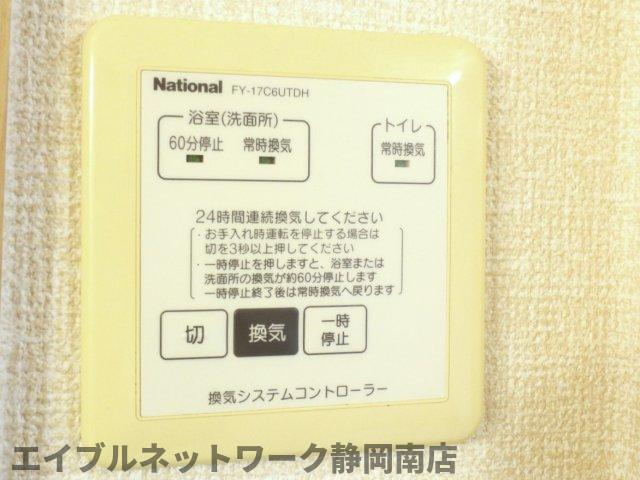 National FY-17C6UTDH
浴室(洗面所)
60分停止 常時換気
トイレ
常時換気
24時間連続換気してください
・お手入れ時運転を停止する場合は
切を3秒以上押してください
・一時停止を押しますと、浴室または
洗面所の換気が約60分停止します
一時停止終了後は常時換気へ戻ります
切
換気
一時
停止
換気システムコントローラー
エイブルネットワーク静岡南店